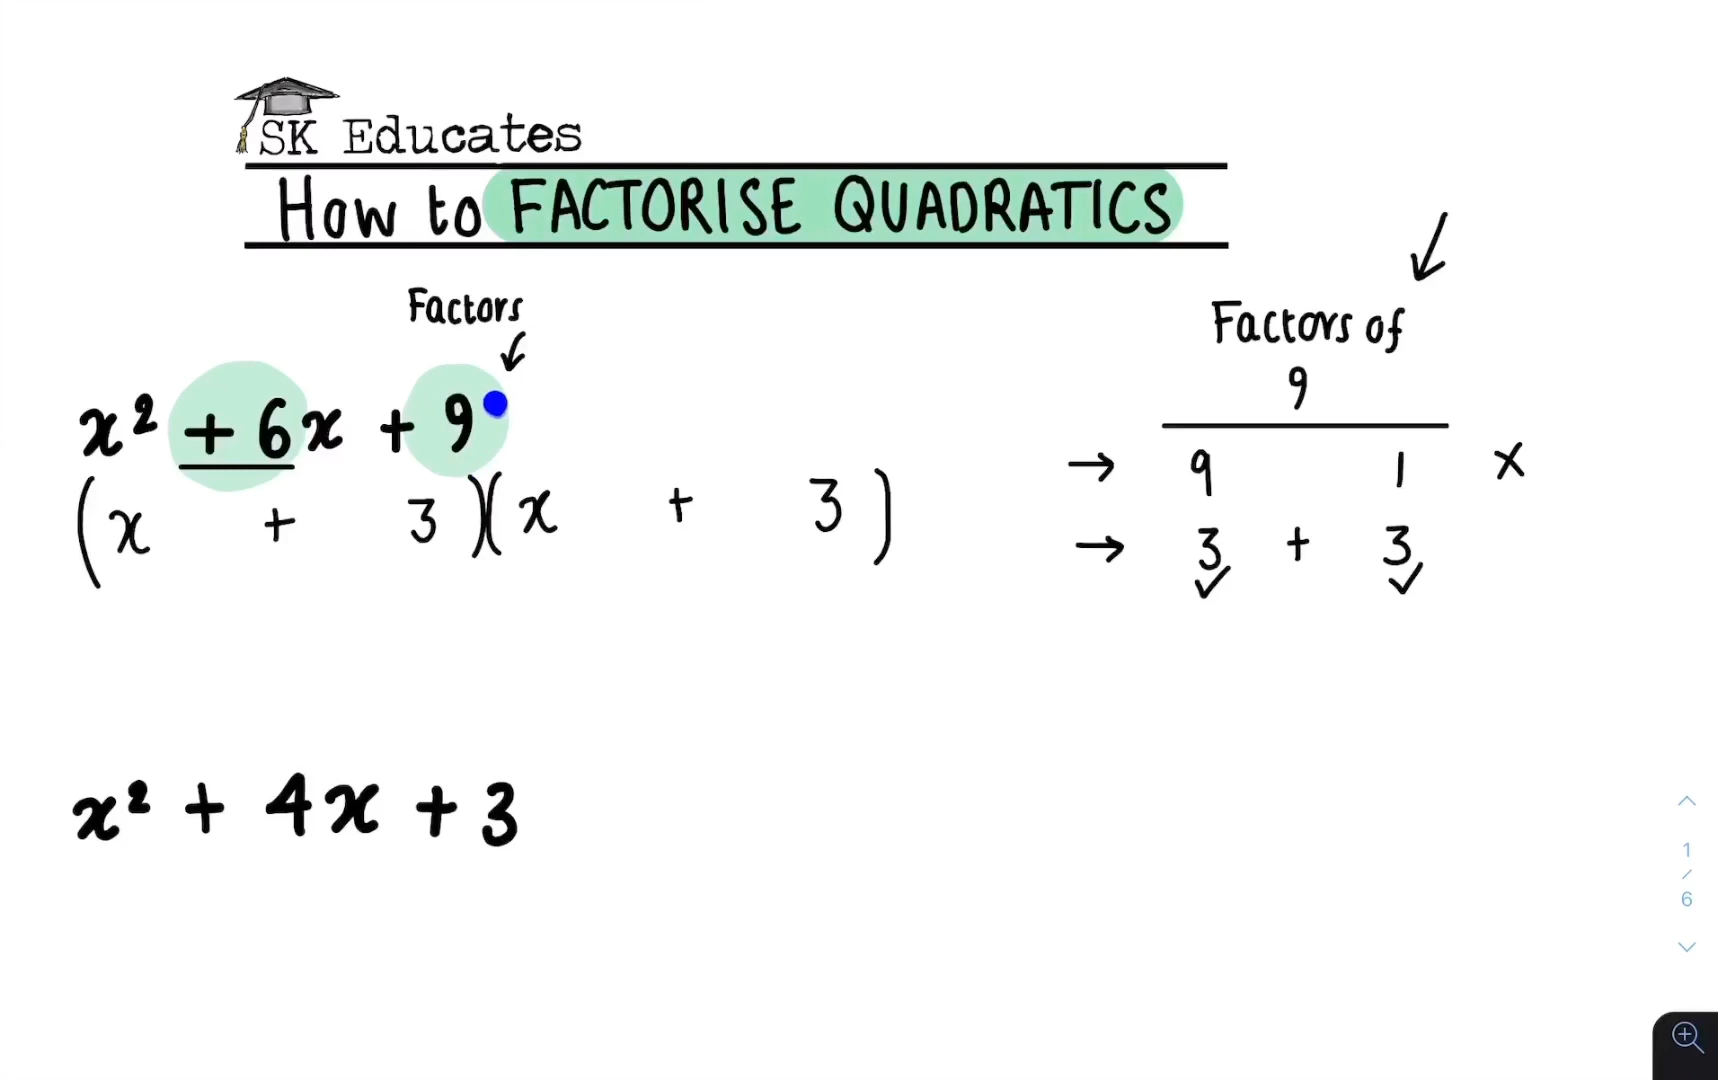 SK Educates
How to FACTORISE QUADRATICS
Factors
x² + 6x + 9
(x + 3)(x + 3)
Factors of
9
→ 9 1 ×
→ 3 + 3
x² + 4x + 3
1
/
6